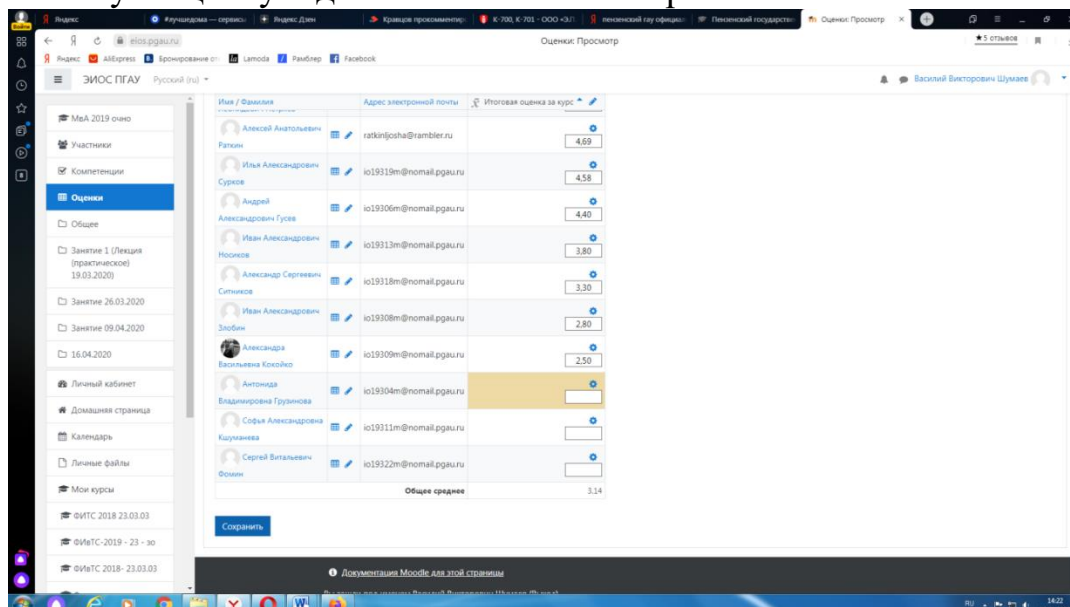 Яндекс
#лучшедома — сервисы
Яндекс.Дзен
Кравцов прокомментиро
K-700, K-701 - ООО «Э/Л
пензенский гау официал
Пензенский государстве
Оценки: Просмотр
eios.pgau.ru
Оценки: Просмотр
★5 отзывов
Яндекс
AliExpress
Бронирование от
Lamoda
Рамблер
Facebook
ЭИОС ПГАУ
Русский (ru)
Василий Викторович Шумаев
МвА 2019 очно
Участники
Компетенции
Оценки
Общее
Занятие 1 (Лекция
(практическое)
19.03.2020)
Занятие 26.03.2020
Занятие 09.04.2020
16.04.2020
Личный кабинет
Домашняя страница
Календарь
Личные файлы
Мои курсы
ФИТС 2018 23.03.03
ФИвТС-2019 - 23 - зо
ФИвТС 2018- 23.03.03
Имя / Фамилия
Адрес электронной почты
Итоговая оценка за курс
Алексей Анатольевич
Раткин
ratkinljosha@rambler.ru
4,69
Илья Александрович
Сурков
io19319m@nomail.pgau.ru
4,58
Андрей
Александрович Гусев
io19306m@nomail.pgau.ru
4,40
Иван Александрович
Носиков
io19313m@nomail.pgau.ru
3,80
Александр Сергеевич
Ситников
io19318m@nomail.pgau.ru
3,30
Иван Александрович
Злобин
io19308m@nomail.pgau.ru
2,80
Александра
Васильевна Кокойко
io19309m@nomail.pgau.ru
2,50
Антонида
Владимировна Грузинова
io19304m@nomail.pgau.ru
Софья Александровна
Кшуманева
io19311m@nomail.pgau.ru
Сергей Витальевич
Фомин
io19322m@nomail.pgau.ru
Общее среднее
3,14
Сохранить
Документация Moodle для этой страницы
RU
14:22